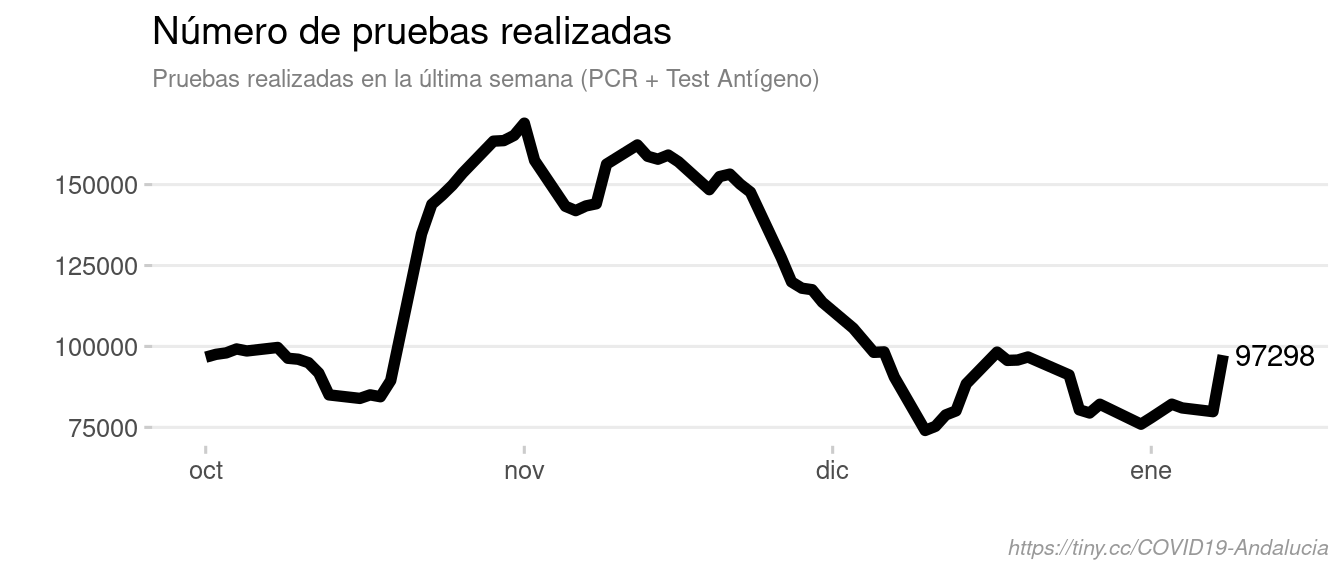 Número de pruebas realizadas
Pruebas realizadas en la última semana (PCR + Test Antígeno)
150000
125000
100000
75000
97298
oct nov dic ene
https://tiny.cc/COVID19-Andalucia